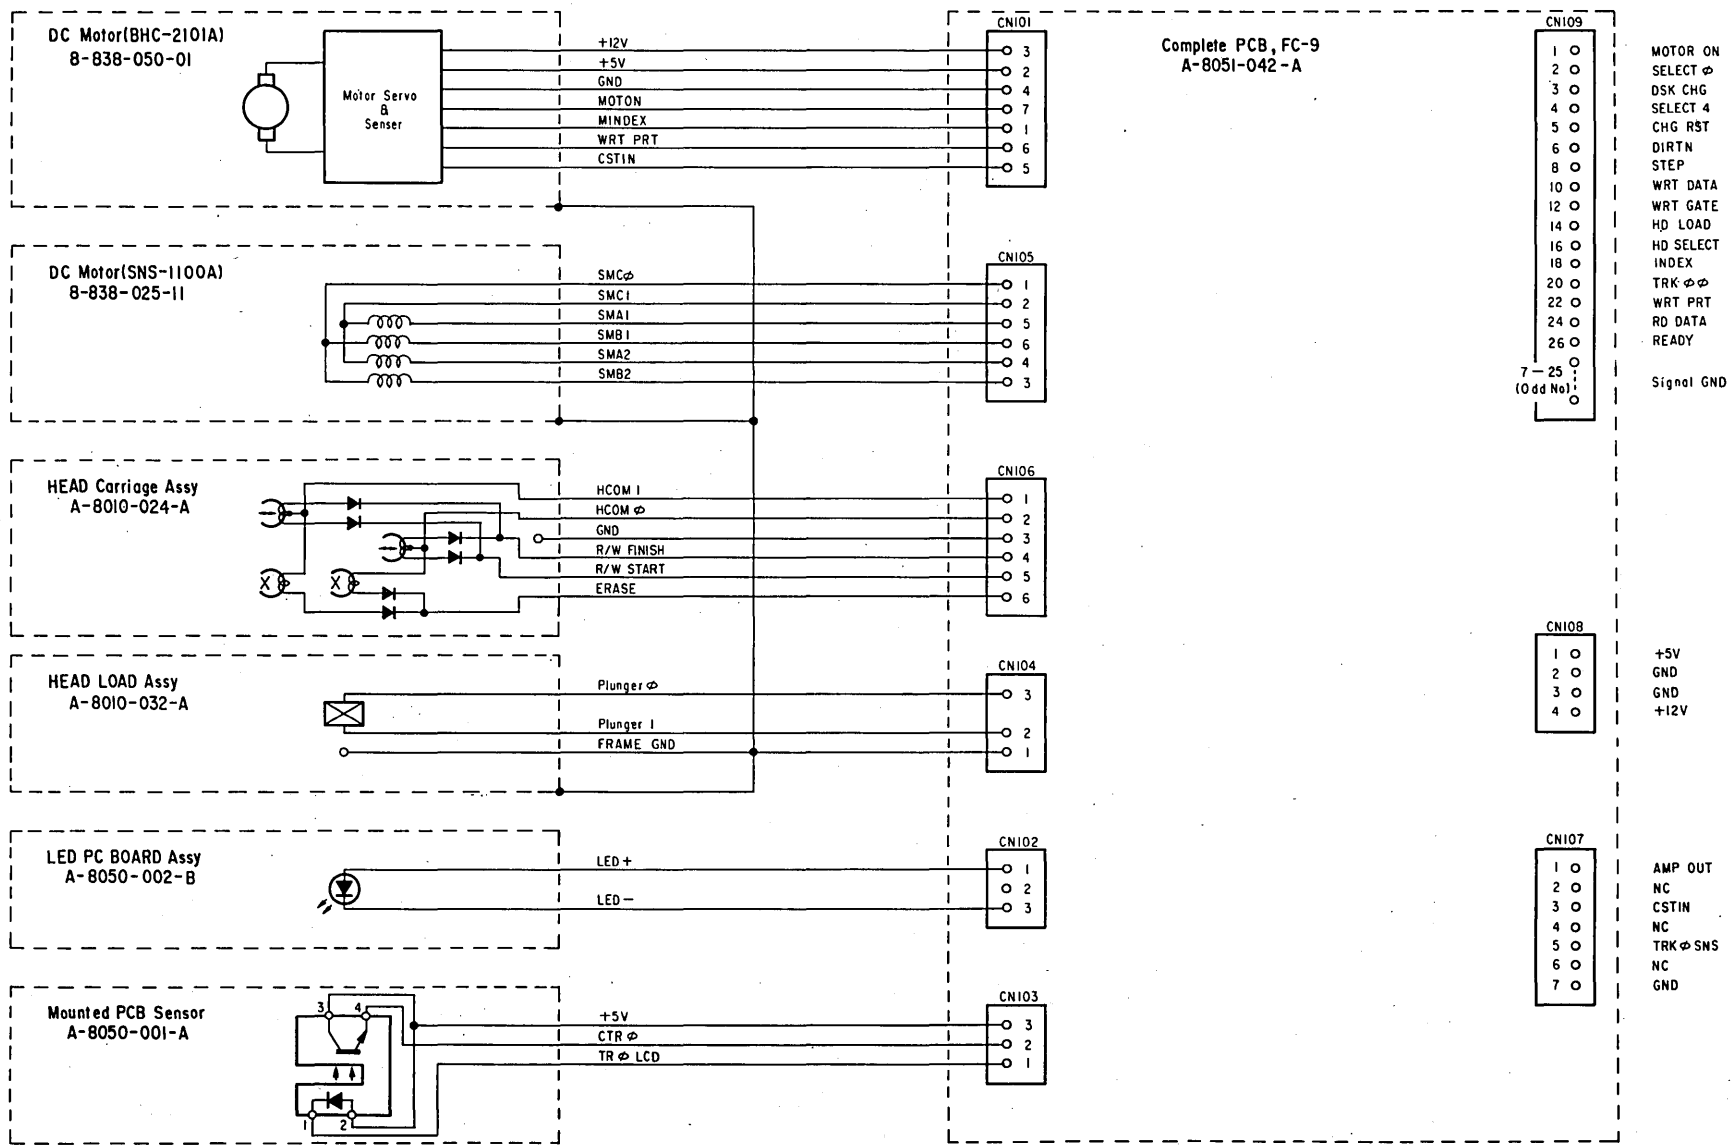 DC Motor(BHC-2101A)
8-838-050-01
Motor Servo
&
Senser
+12V
+5V
GND
MOTON
MINDEX
WRT PRT
CSTIN
CN101
3
2
4
7
1
6
5
Complete PCB, FC-9
A-8051-042-A
CN109
1 MOTOR ON
2 SELECT φ
3 DSK CHG
4 SELECT 4
5 CHG RST
6 DIRTN
8 STEP
10 WRT DATA
12 WRT GATE
14 HD LOAD
16 HD SELECT
18 INDEX
20 TRK φφ
22 WRT PRT
24 RD DATA
26 READY
7-25
(Odd No) Signal GND
DC Motor(SNS-1100A)
8-838-025-11
SMCφ
SMC1
SMA1
SMB1
SMA2
SMB2
CN105
1
2
5
6
4
3
HEAD Carriage Assy
A-8010-024-A
X X
HCOM 1
HCOM φ
GND
R/W FINISH
R/W START
ERASE
CN106
1
2
3
4
5
6
HEAD LOAD Assy
A-8010-032-A
Plunger φ
Plunger 1
FRAME GND
CN104
3
2
1
CN108
1 +5V
2 GND
3 GND
4 +12V
LED PC BOARD Assy
A-8050-002-B
LED+
LED-
CN102
1
2
3
CN107
1 AMP OUT
2 NC
3 CSTIN
4 NC
5 TRKφSNS
6 NC
7 GND
Mounted PCB Sensor
A-8050-001-A
3 4
1 2
+5V
CTR φ
TR φ LCD
CN103
3
2
1